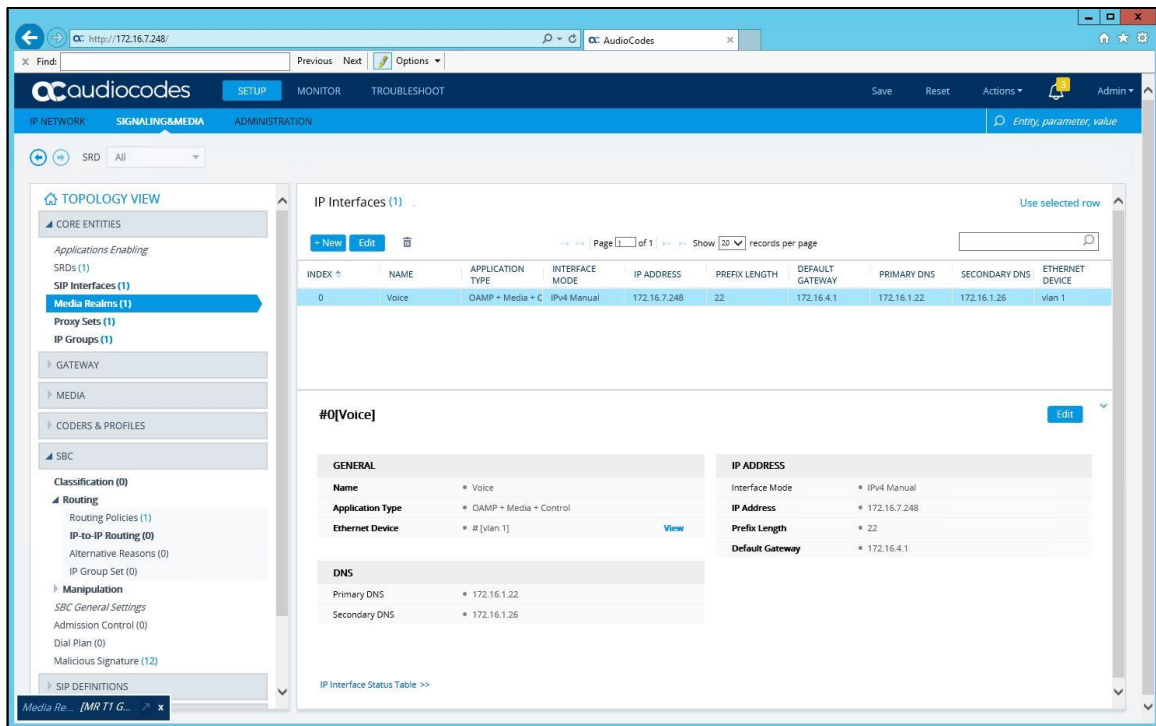 http://172.16.7.248/
AudioCodes
x Find:
Previous Next Options
audiocodes SETUP MONITOR TROUBLESHOOT Save Reset Actions 3 Admin
IP NETWORK SIGNALING&MEDIA ADMINISTRATION Entity, parameter, value
SRD All
TOPOLOGY VIEW
CORE ENTITIES
Applications Enabling
SRDs (1)
SIP Interfaces (1)
Media Realms (1)
Proxy Sets (1)
IP Groups (1)
GATEWAY
MEDIA
CODERS & PROFILES
SBC
Classification (0)
Routing
Routing Policies (1)
IP-to-IP Routing (0)
Alternative Reasons (0)
IP Group Set (0)
Manipulation
SBC General Settings
Admission Control (0)
Dial Plan (0)
Malicious Signature (12)
SIP DEFINITIONS
Media Re... [MR T1 G... x
IP Interfaces (1)
Use selected row
+ New Edit Page 1 of 1 Show 20 records per page
INDEX NAME APPLICATION TYPE INTERFACE MODE IP ADDRESS PREFIX LENGTH DEFAULT GATEWAY PRIMARY DNS SECONDARY DNS ETHERNET DEVICE
0 Voice OAMP + Media + C IPv4 Manual 172.16.7.248 22 172.16.4.1 172.16.1.22 172.16.1.26 vlan 1
#0[Voice]
Edit
GENERAL
Name Voice
Application Type OAMP + Media + Control
Ethernet Device # [vlan 1] View
DNS
Primary DNS 172.16.1.22
Secondary DNS 172.16.1.26
IP ADDRESS
Interface Mode IPv4 Manual
IP Address 172.16.7.248
Prefix Length 22
Default Gateway 172.16.4.1
IP Interface Status Table >>